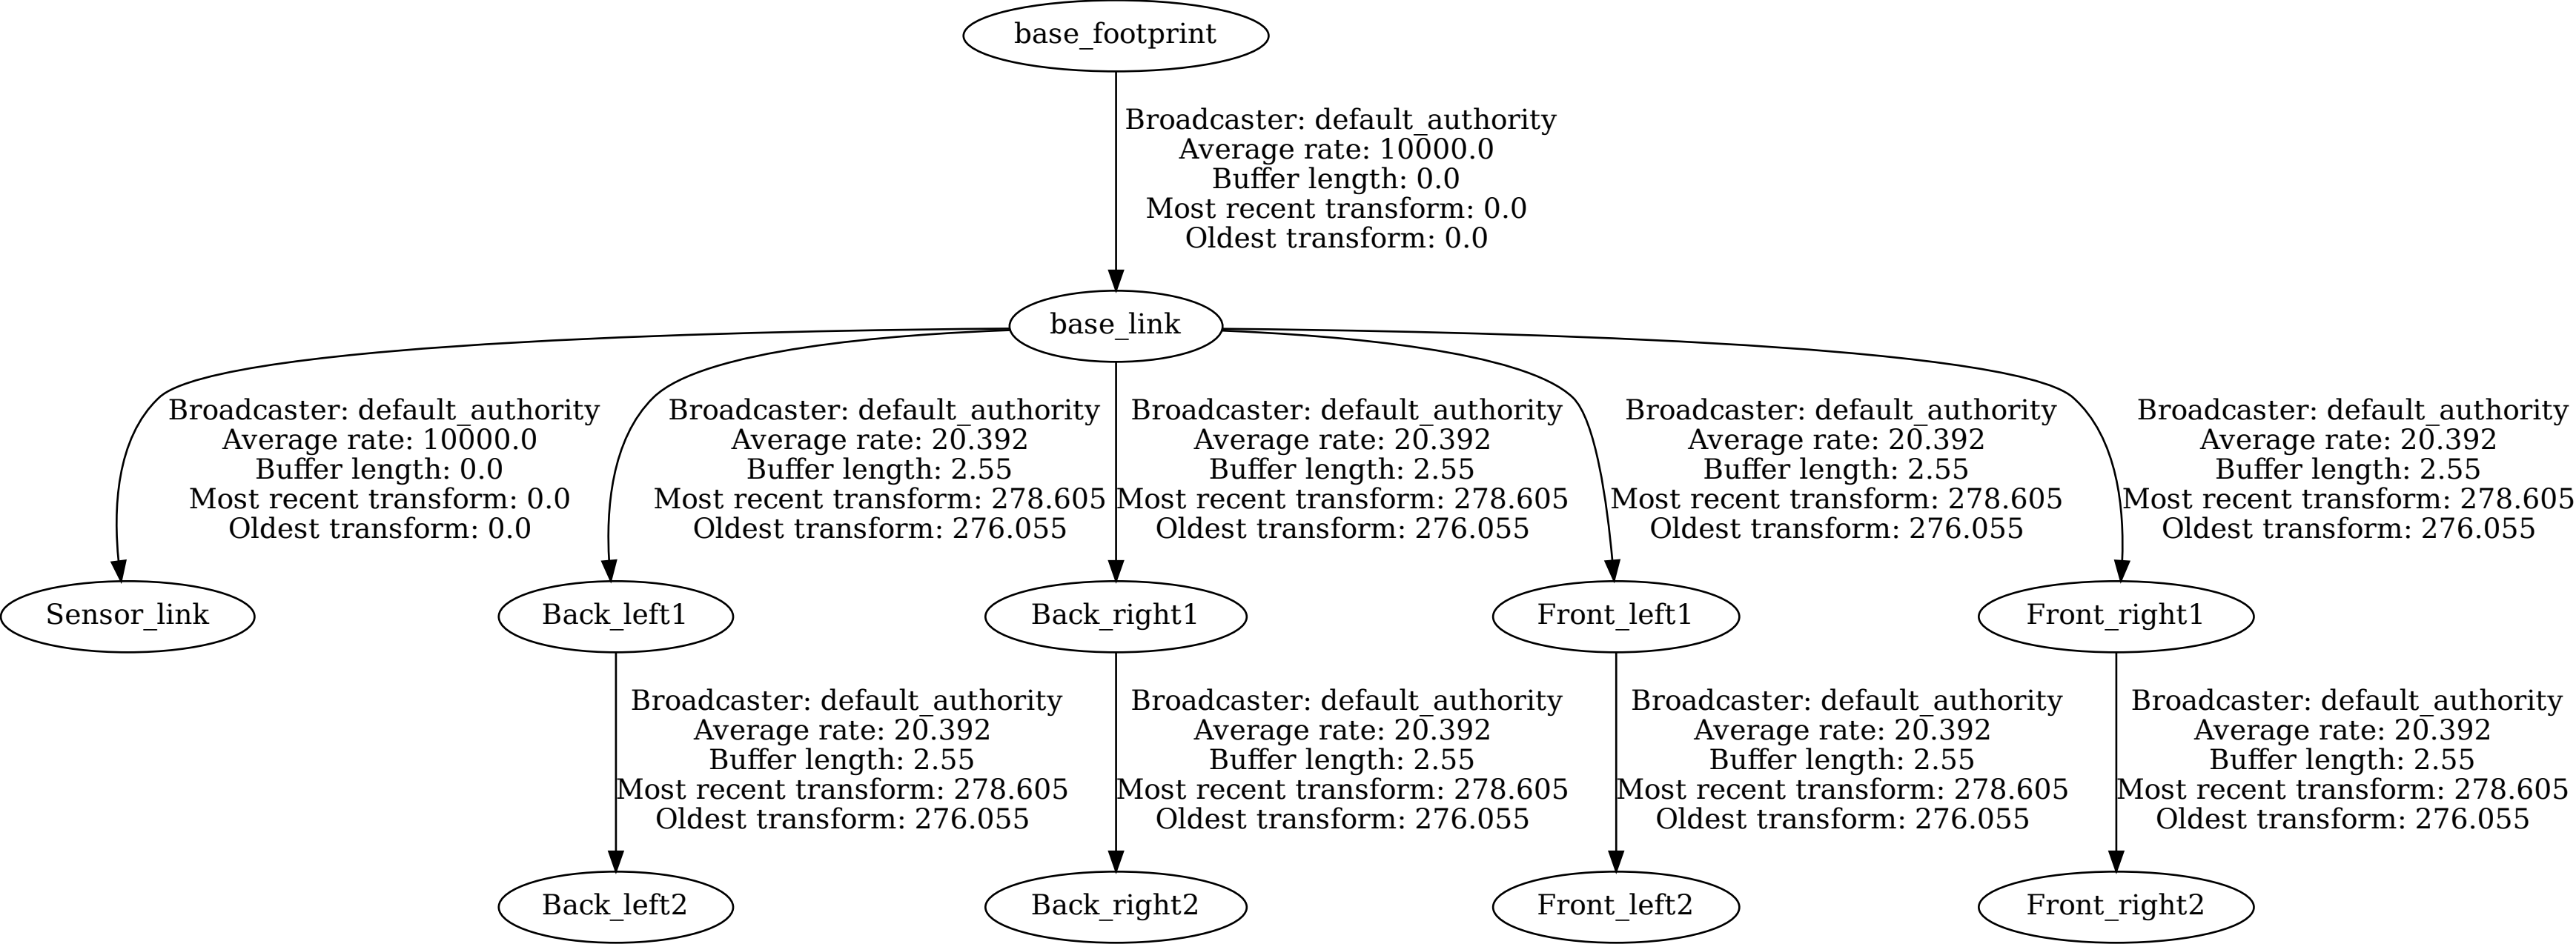 base_footprint
Broadcaster: default_authority
Average rate: 10000.0
Buffer length: 0.0
Most recent transform: 0.0
Oldest transform: 0.0
base_link
Broadcaster: default_authority
Average rate: 10000.0
Buffer length: 0.0
Most recent transform: 0.0
Oldest transform: 0.0
Broadcaster: default_authority
Average rate: 20.392
Buffer length: 2.55
Most recent transform: 278.605
Oldest transform: 276.055
Broadcaster: default_authority
Average rate: 20.392
Buffer length: 2.55
Most recent transform: 278.605
Oldest transform: 276.055
Broadcaster: default_authority
Average rate: 20.392
Buffer length: 2.55
Most recent transform: 278.605
Oldest transform: 276.055
Broadcaster: default_authority
Average rate: 20.392
Buffer length: 2.55
Most recent transform: 278.605
Oldest transform: 276.055
Sensor_link
Back_left1
Back_right1
Front_left1
Front_right1
Broadcaster: default_authority
Average rate: 20.392
Buffer length: 2.55
Most recent transform: 278.605
Oldest transform: 276.055
Broadcaster: default_authority
Average rate: 20.392
Buffer length: 2.55
Most recent transform: 278.605
Oldest transform: 276.055
Broadcaster: default_authority
Average rate: 20.392
Buffer length: 2.55
Most recent transform: 278.605
Oldest transform: 276.055
Broadcaster: default_authority
Average rate: 20.392
Buffer length: 2.55
Most recent transform: 278.605
Oldest transform: 276.055
Back_left2
Back_right2
Front_left2
Front_right2